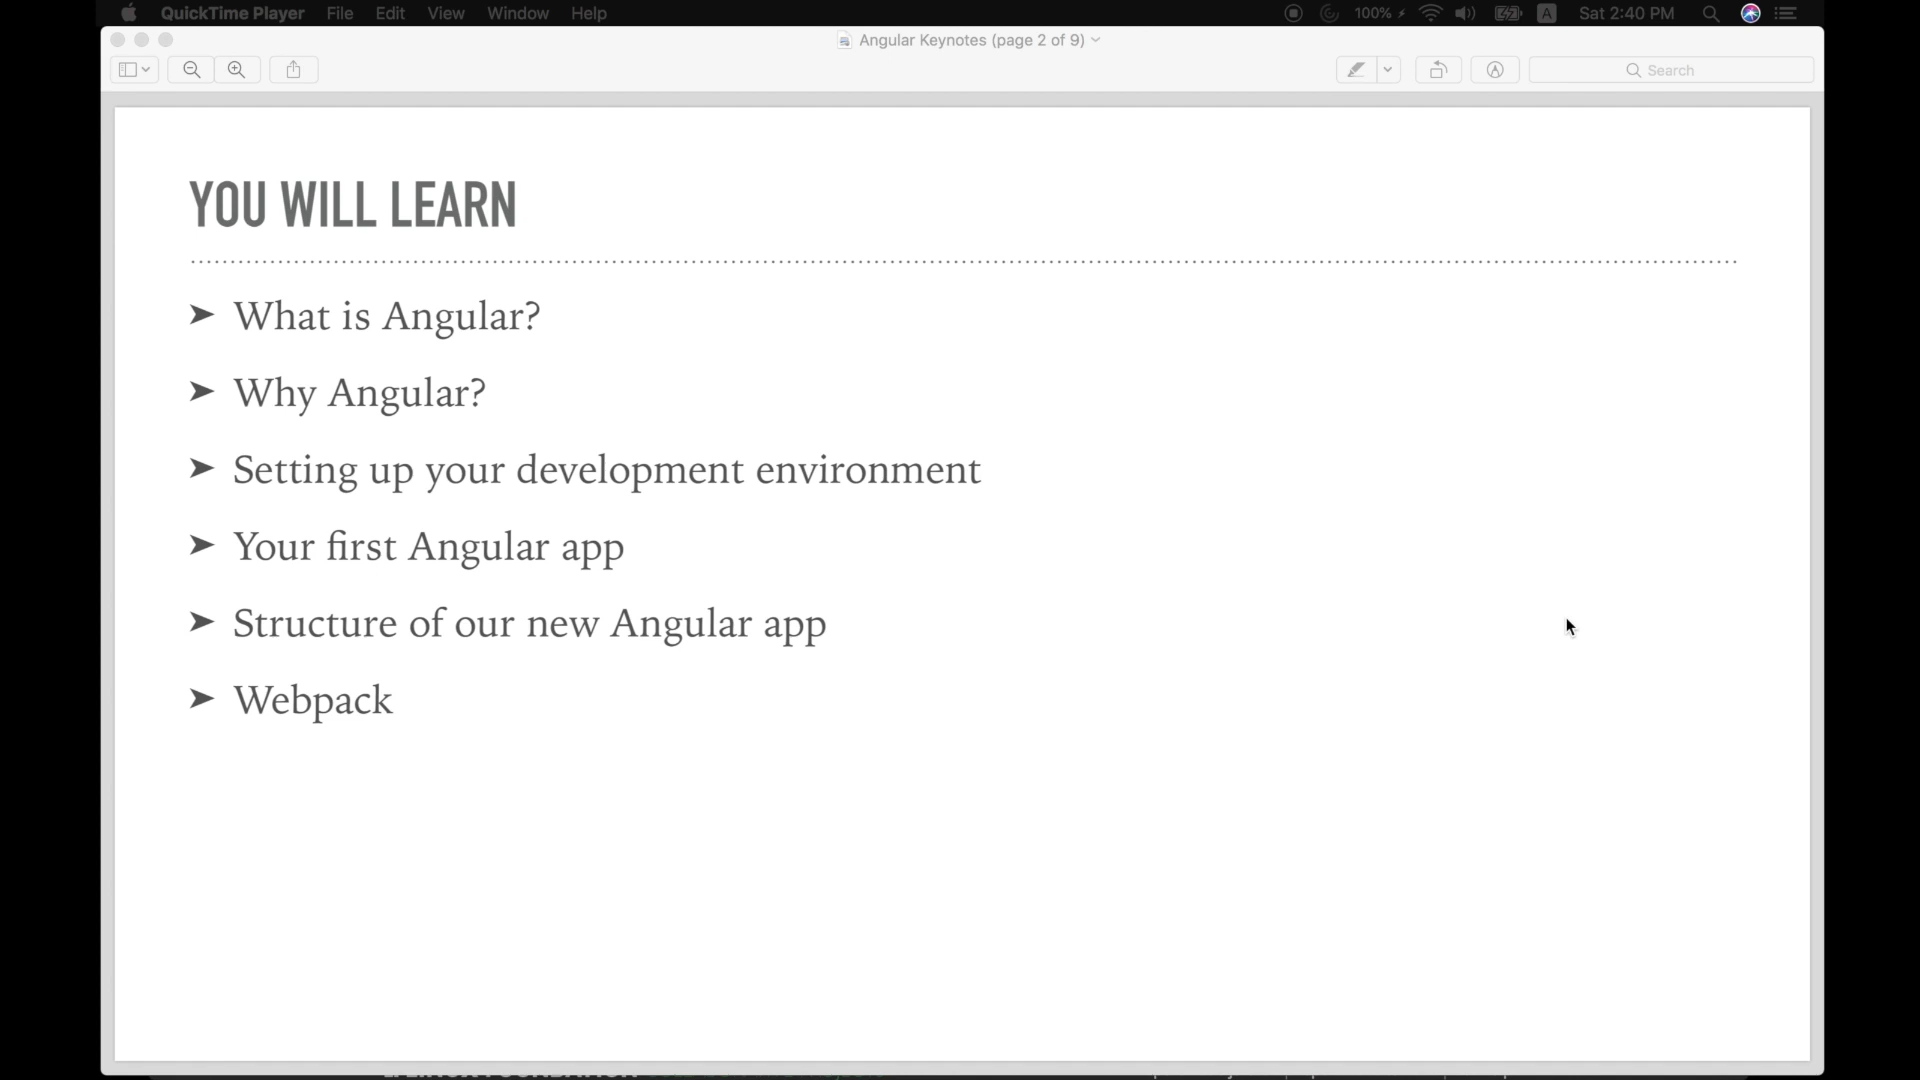 QuickTime Player File Edit View Window Help 100% A Sat 2:40 PM
Angular Keynotes (page 2 of 9)
Search
YOU WILL LEARN
➤ What is Angular?
➤ Why Angular?
➤ Setting up your development environment
➤ Your first Angular app
➤ Structure of our new Angular app
➤ Webpack